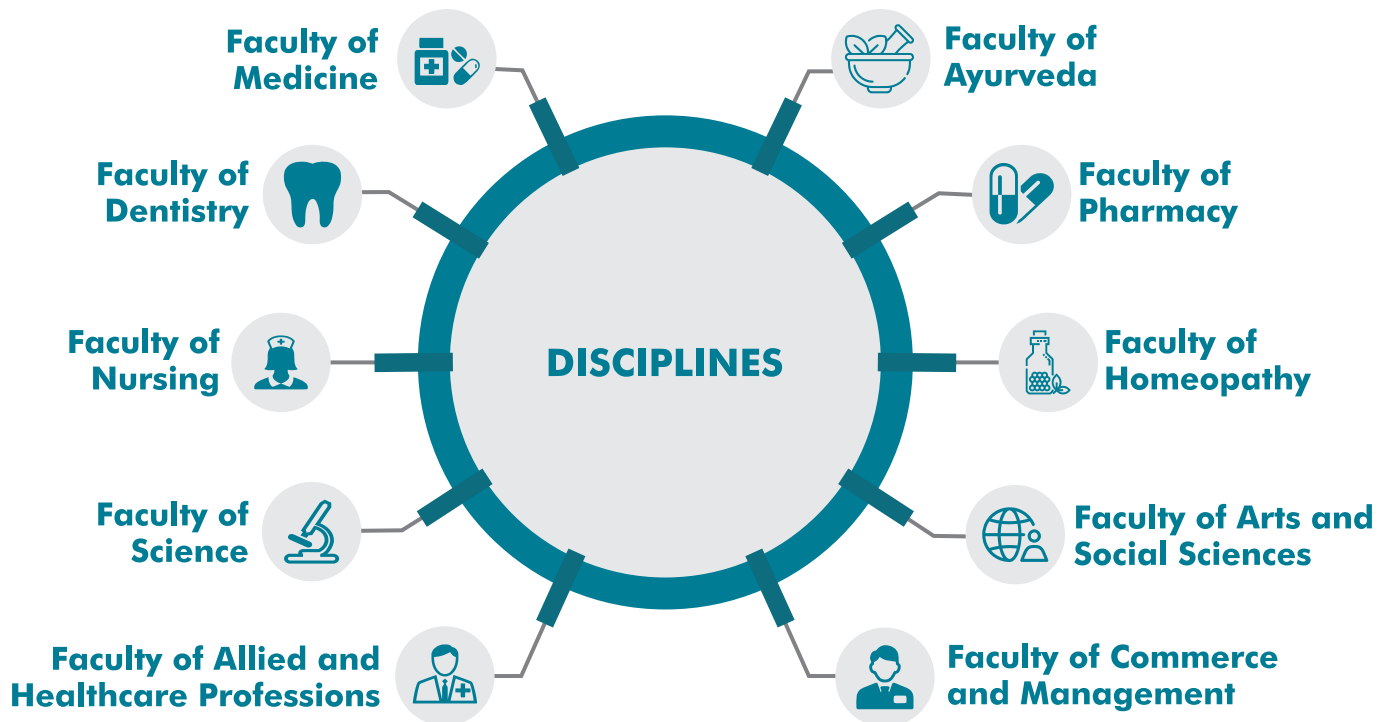 Faculty of
Medicine
Faculty of
Ayurveda
Faculty of
Dentistry
Faculty of
Pharmacy
Faculty of
Nursing
DISCIPLINES
Faculty of
Homeopathy
Faculty of
Science
Faculty of Arts and
Social Sciences
Faculty of Allied and
Healthcare Professions
Faculty of Commerce
and Management